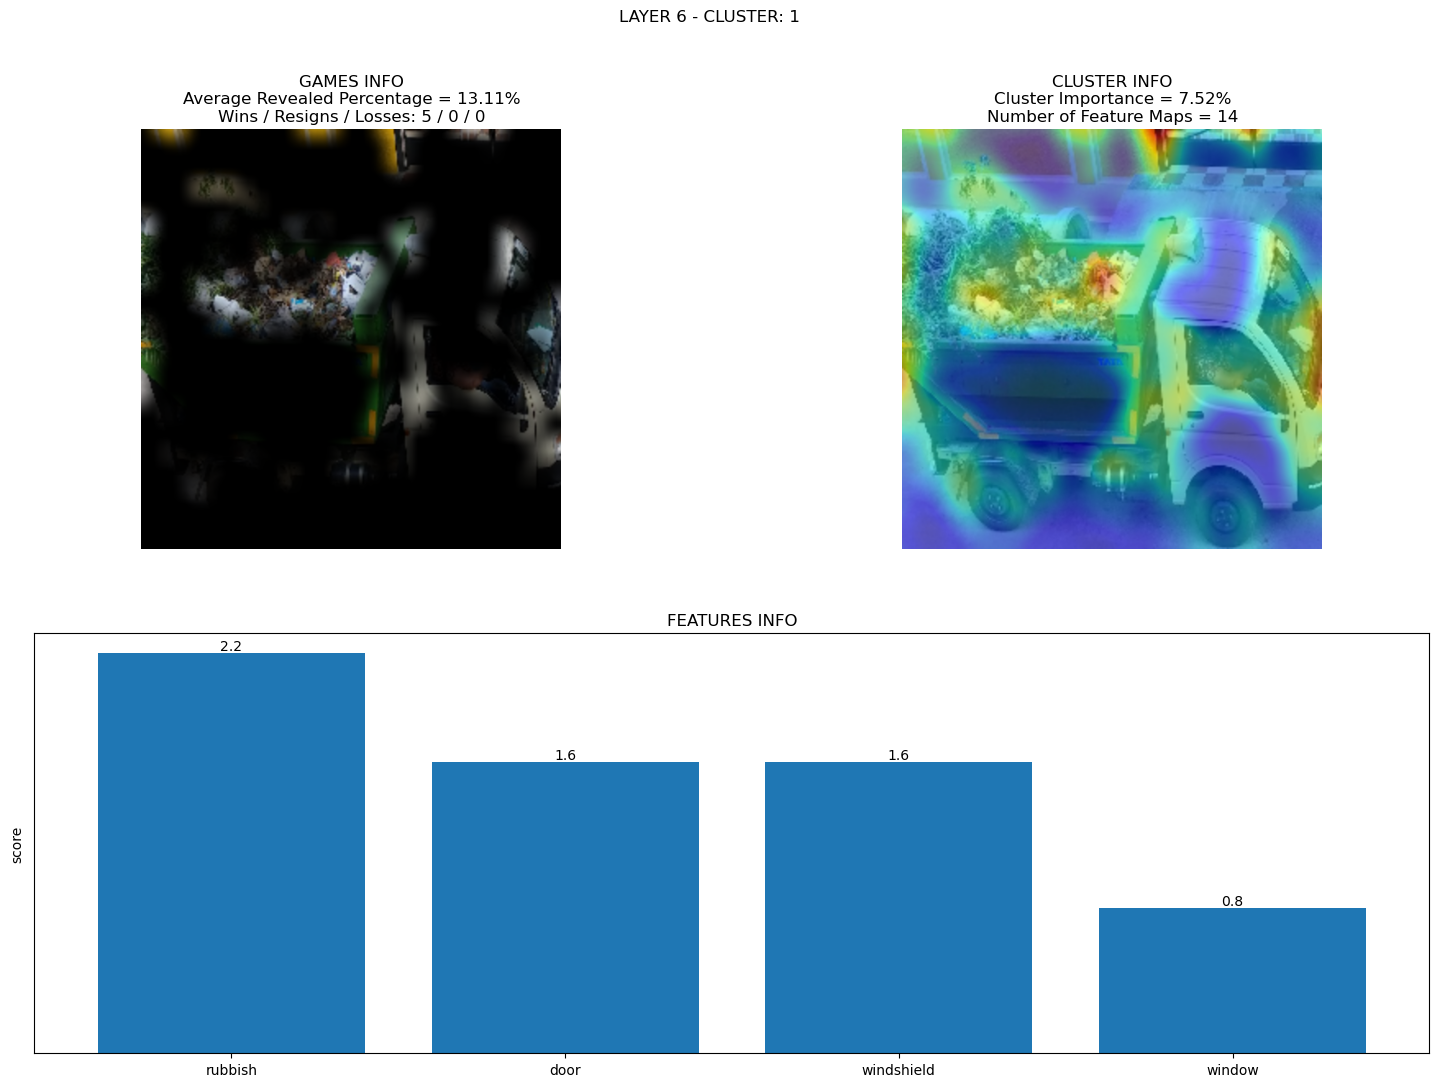 LAYER 6 - CLUSTER: 1
GAMES INFO
Average Revealed Percentage = 13.11%
Wins / Resigns / Losses: 5 / 0 / 0
CLUSTER INFO
Cluster Importance = 7.52%
Number of Feature Maps = 14
FEATURES INFO
score
2.2
1.6
1.6
0.8
rubbish
door
windshield
window